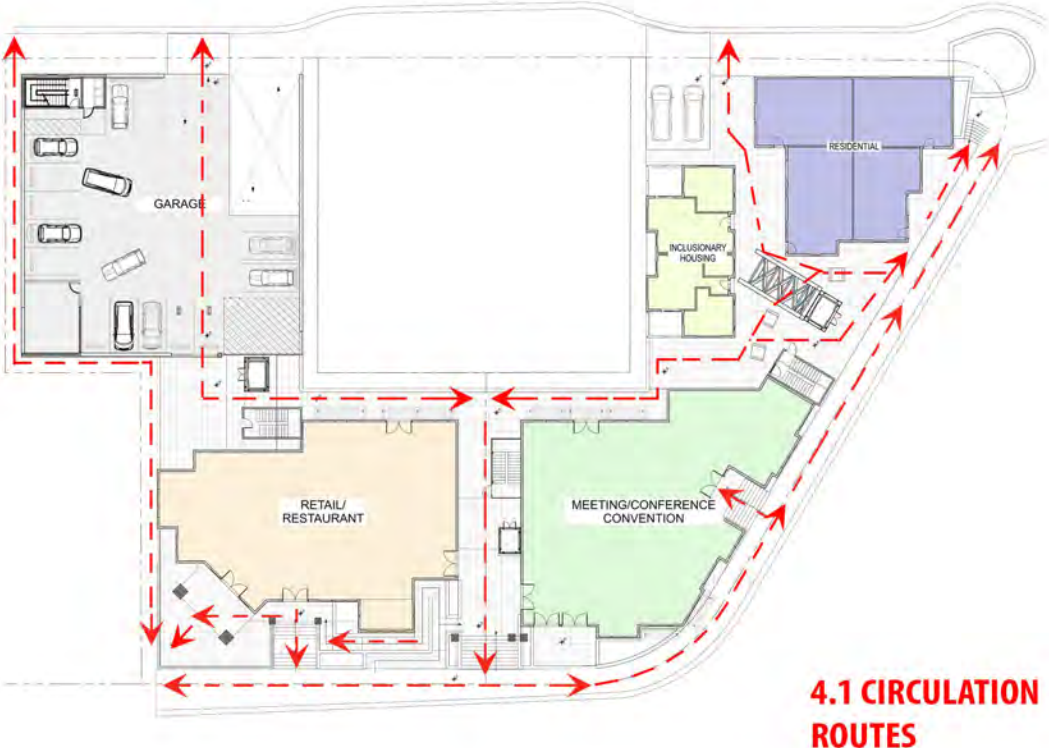 RESIDENTIAL
GARAGE
INCLUSIONARY
HOUSING
RETAIL/
RESTAURANT
MEETING/CONFERENCE
CONVENTION
4.1 CIRCULATION
ROUTES